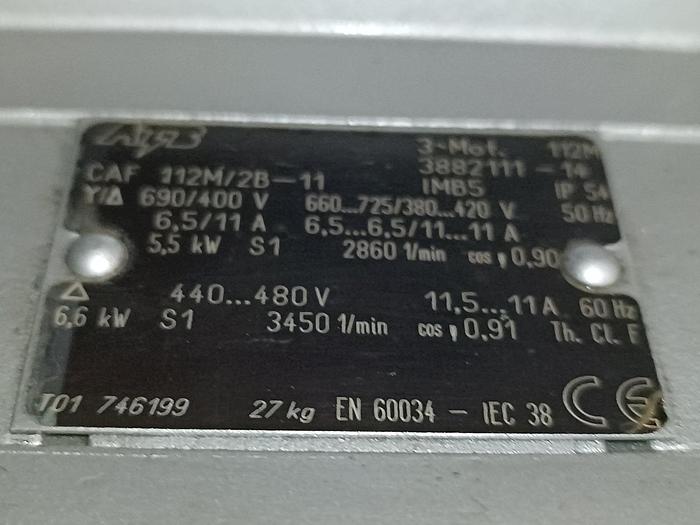 3~Mot. 112M
CAF 112M/2B-11 3882111 - 14
IMB5 IP 54
Y/Δ 690/400 V 660...725/380...420 V 50 Hz
6,5/11 A 6,5...6,5/11...11 A
5,5 kW S1 2860 1/min cos φ 0,90
Δ 440...480 V 11,5...11 A 60 Hz
6,6 kW S1 3450 1/min cos φ 0,91 Th. Cl. F
T01 746199 27 kg EN 60034 - IEC 38 CE